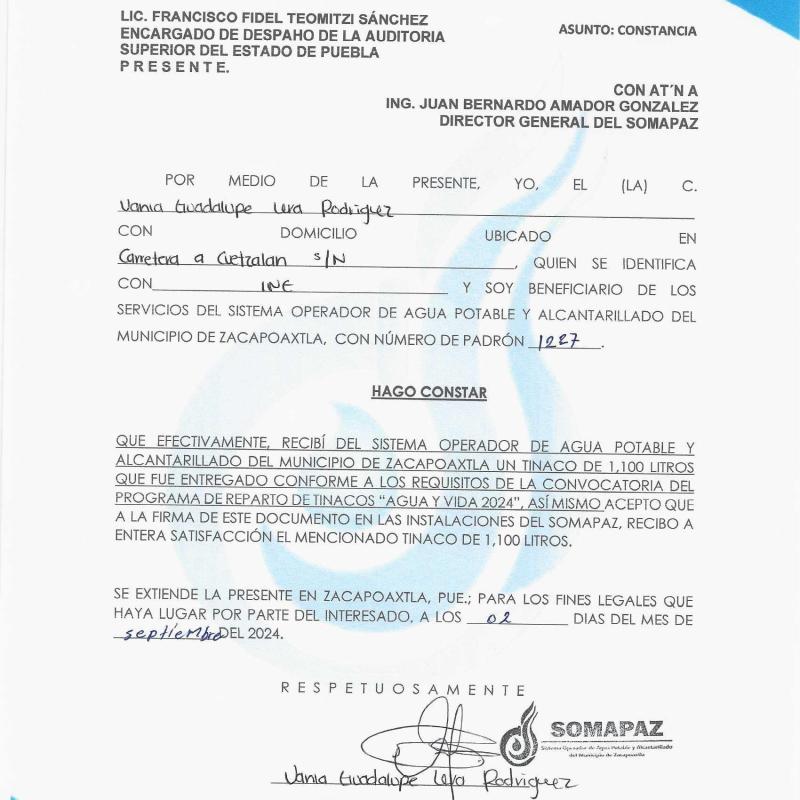 LIC. FRANCISCO FIDEL TEOMITZI SÁNCHEZ
ENCARGADO DE DESPAHO DE LA AUDITORIA
SUPERIOR DEL ESTADO DE PUEBLA
P R E S E N T E.
ASUNTO: CONSTANCIA
CON AT´N A
ING. JUAN BERNARDO AMADOR GONZALEZ
DIRECTOR GENERAL DEL SOMAPAZ
POR MEDIO DE LA PRESENTE, YO, EL (LA) C.
Vania Guadalupe Lera Rodriguez
CON DOMICILIO UBICADO EN
Carretera a Cuetzalan s/N, QUIEN SE IDENTIFICA
CON INE Y SOY BENEFICIARIO DE LOS
SERVICIOS DEL SISTEMA OPERADOR DE AGUA POTABLE Y ALCANTARILLADO DEL
MUNICIPIO DE ZACAPOAXTLA, CON NÚMERO DE PADRÓN 1227.
HAGO CONSTAR
QUE EFECTIVAMENTE, RECIBÍ DEL SISTEMA OPERADOR DE AGUA POTABLE Y
ALCANTARILLADO DEL MUNICIPIO DE ZACAPOAXTLA UN TINACO DE 1,100 LITROS
QUE FUE ENTREGADO CONFORME A LOS REQUISITOS DE LA CONVOCATORIA DEL
PROGRAMA DE REPARTO DE TINACOS “AGUA Y VIDA 2024”, ASÍ MISMO ACEPTO QUE
A LA FIRMA DE ESTE DOCUMENTO EN LAS INSTALACIONES DEL SOMAPAZ, RECIBO A
ENTERA SATISFACCIÓN EL MENCIONADO TINACO DE 1,100 LITROS.
SE EXTIENDE LA PRESENTE EN ZACAPOAXTLA, PUE.; PARA LOS FINES LEGALES QUE
HAYA LUGAR POR PARTE DEL INTERESADO, A LOS 02 DIAS DEL MES DE
septiembre DEL 2024.
R E S P E T U O S A M E N T E
SOMAPAZ
Sistema Operador de Agua Potable y Alcantarillado
del Municipio de Zacapoaxtla
Vania Guadalupe Lera Rodriguez